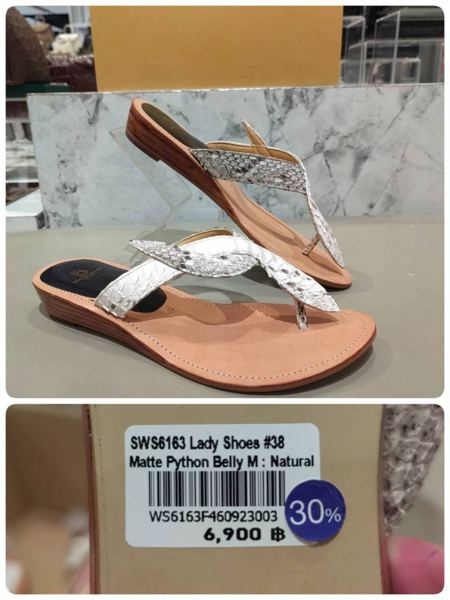 SWS6163 Lady Shoes #38
Matte Python Belly M : Natural
WS6163F460923003
30%
6,900 ฿